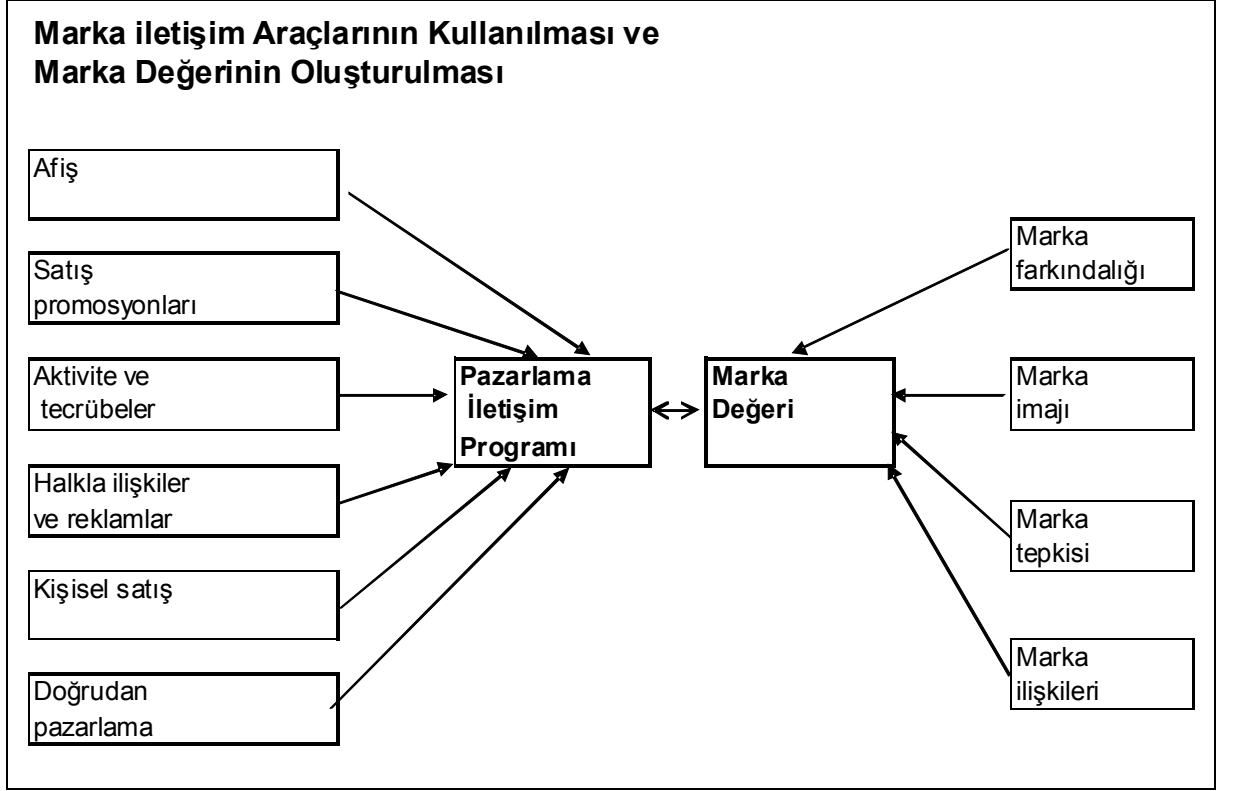 Marka iletişim Araçlarının Kullanılması ve
Marka Değerinin Oluşturulması
Afiş
Satış
promosyonları
Aktivite ve
tecrübeler
Halkla ilişkiler
ve reklamlar
Kişisel satış
Doğrudan
pazarlama
Pazarlama
İletişim
Programı
Marka
Değeri
Marka
farkındalığı
Marka
imajı
Marka
tepkisi
Marka
ilişkileri